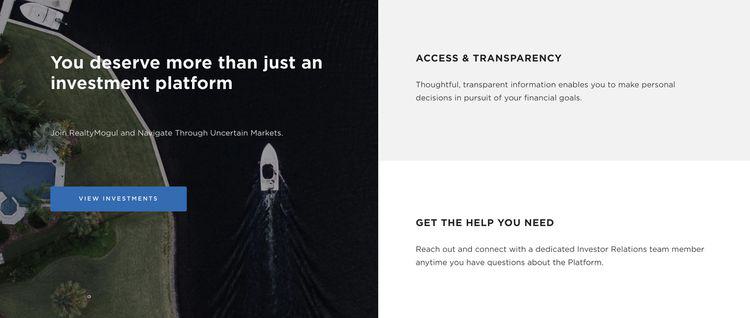 You deserve more than just an
investment platform
Join RealtyMogul and Navigate Through Uncertain Markets.
VIEW INVESTMENTS
ACCESS & TRANSPARENCY
Thoughtful, transparent information enables you to make personal
decisions in pursuit of your financial goals.
GET THE HELP YOU NEED
Reach out and connect with a dedicated Investor Relations team member
anytime you have questions about the Platform.